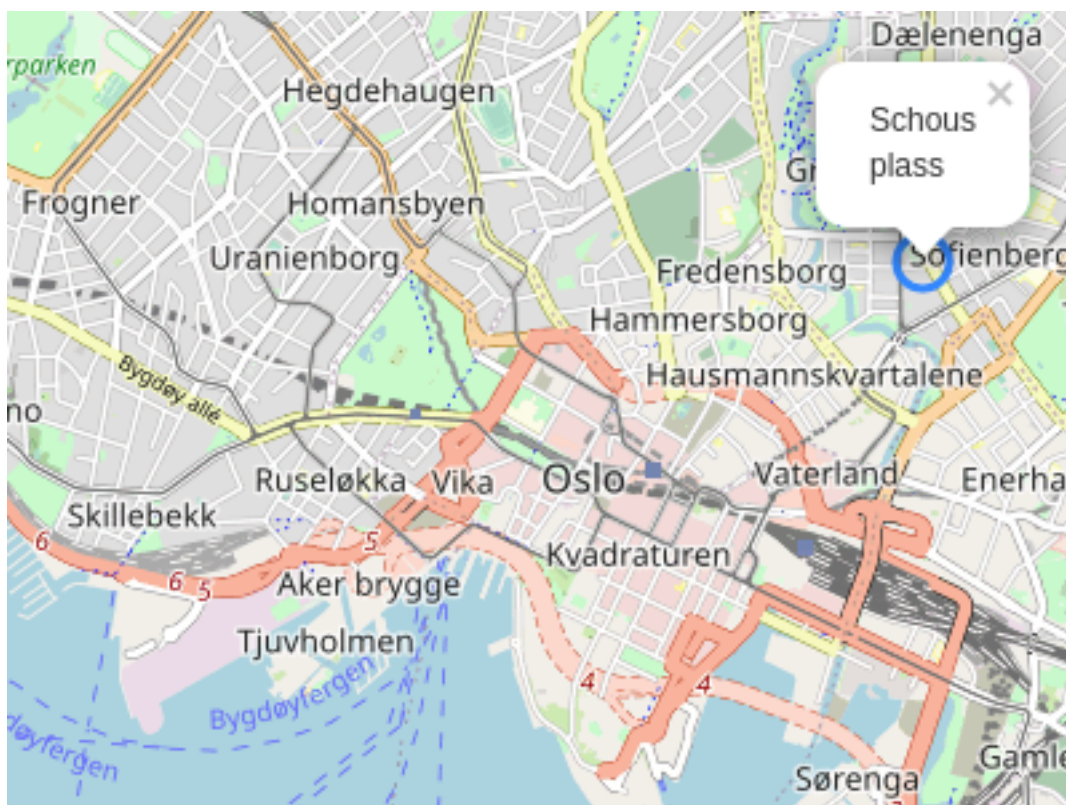 Dælenenga
×
Schous
plass
rparken
Hegdehaugen
Gr
Frogner
Homansbyen
Uranienborg
Fredensborg
Sofienberg
Hammersborg
Bygdøy allé
Hausmannskvartalene
no
Ruseløkka
Vika
Oslo
Vaterland
Enerha
Skillebekk
6
5
Kvadraturen
6
5
Aker brygge
Tjuvholmen
Bygdøyfergen
4
4
døyfergen
Gamle
Sørenga